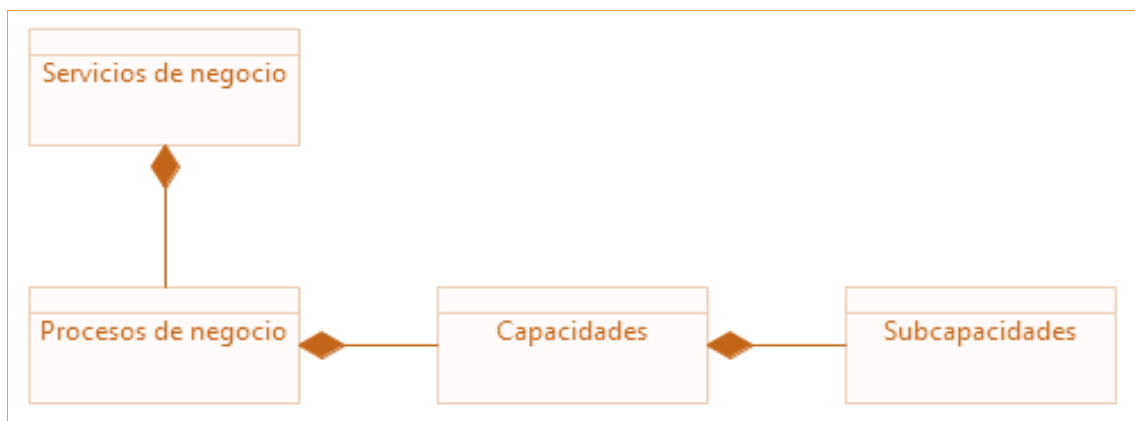 Servicios de negocio
Procesos de negocio
Capacidades
Subcapacidades